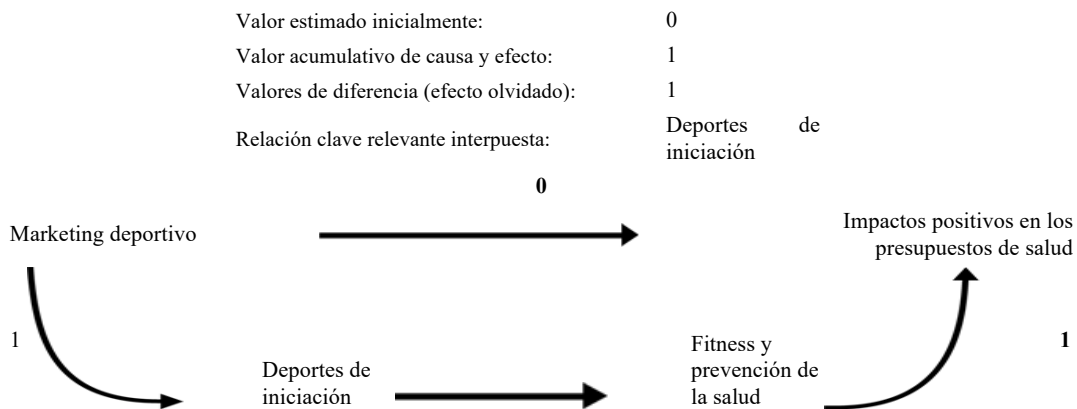 Valor estimado inicialmente: 0
Valor acumulativo de causa y efecto: 1
Valores de diferencia (efecto olvidado): 1
Relación clave relevante interpuesta: Deportes de
iniciación
0
Marketing deportivo
Impactos positivos en los
presupuestos de salud
1
Deportes de
iniciación
Fitness y
prevención de
la salud
1